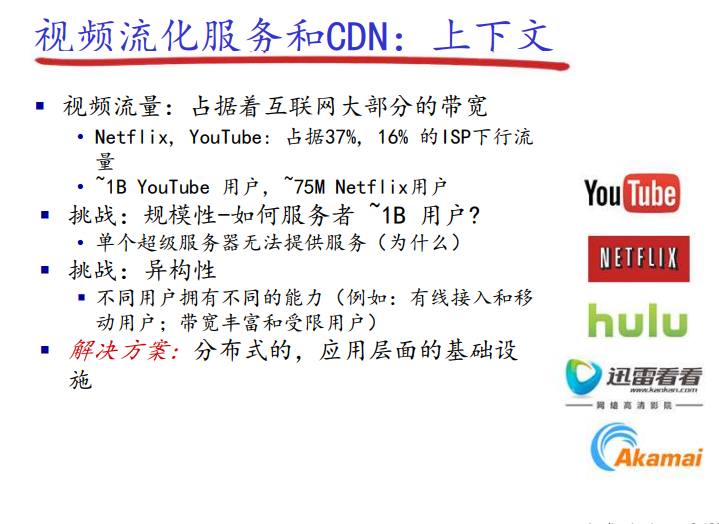 视频流化服务和CDN：上下文
▪ 视频流量：占据着互联网大部分的带宽
• Netflix, YouTube: 占据37%, 16% 的ISP下行流
量
• ~1B YouTube 用户, ~75M Netflix用户
▪ 挑战：规模性-如何服务者 ~1B 用户?
• 单个超级服务器无法提供服务（为什么）
▪ 挑战：异构性
▪ 不同用户拥有不同的能力（例如：有线接入和移
动用户；带宽丰富和受限用户）
▪ 解决方案：分布式的，应用层面的基础设
施
YouTube
NETFLIX
hulu
迅雷看看
www.kankan.com
网络高清影院
Akamai